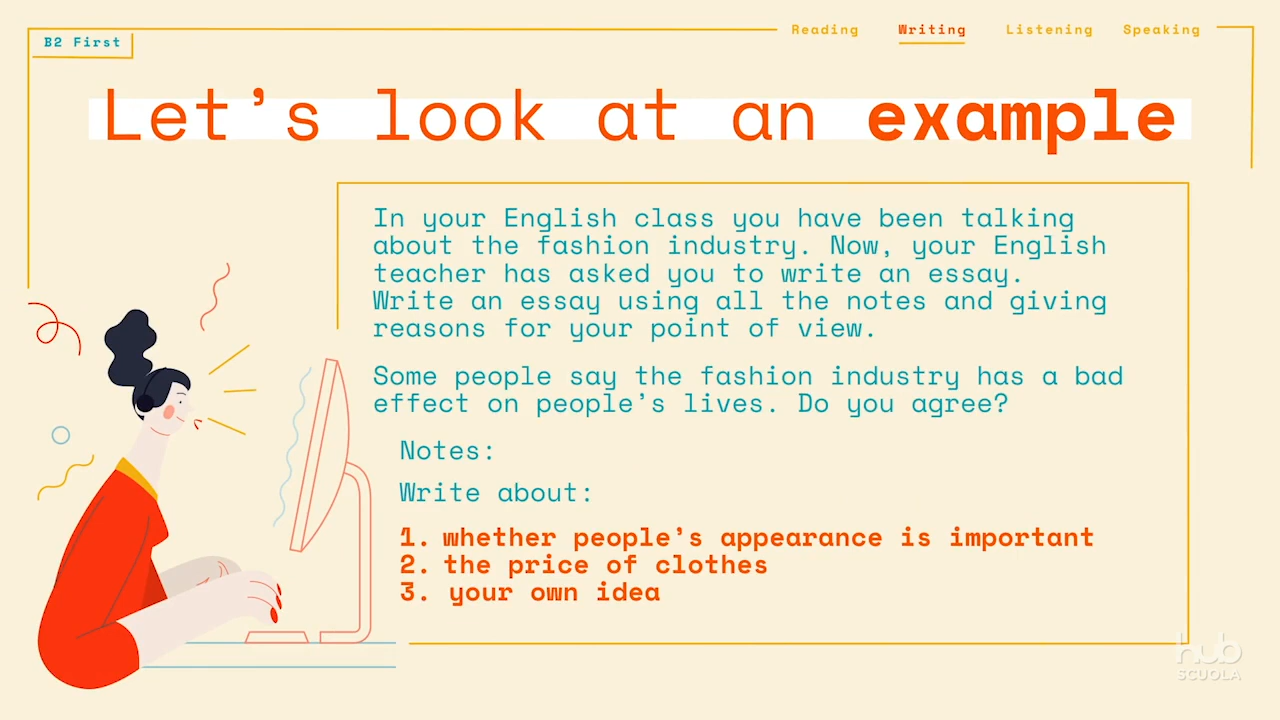 B2 First
Reading Writing Listening Speaking
Let's look at an example
In your English class you have been talking
about the fashion industry. Now, your English
teacher has asked you to write an essay.
Write an essay using all the notes and giving
reasons for your point of view.
Some people say the fashion industry has a bad
effect on people's lives. Do you agree?
Notes:
Write about:
1. whether people's appearance is important
2. the price of clothes
3. your own idea
hub
SCUOLA